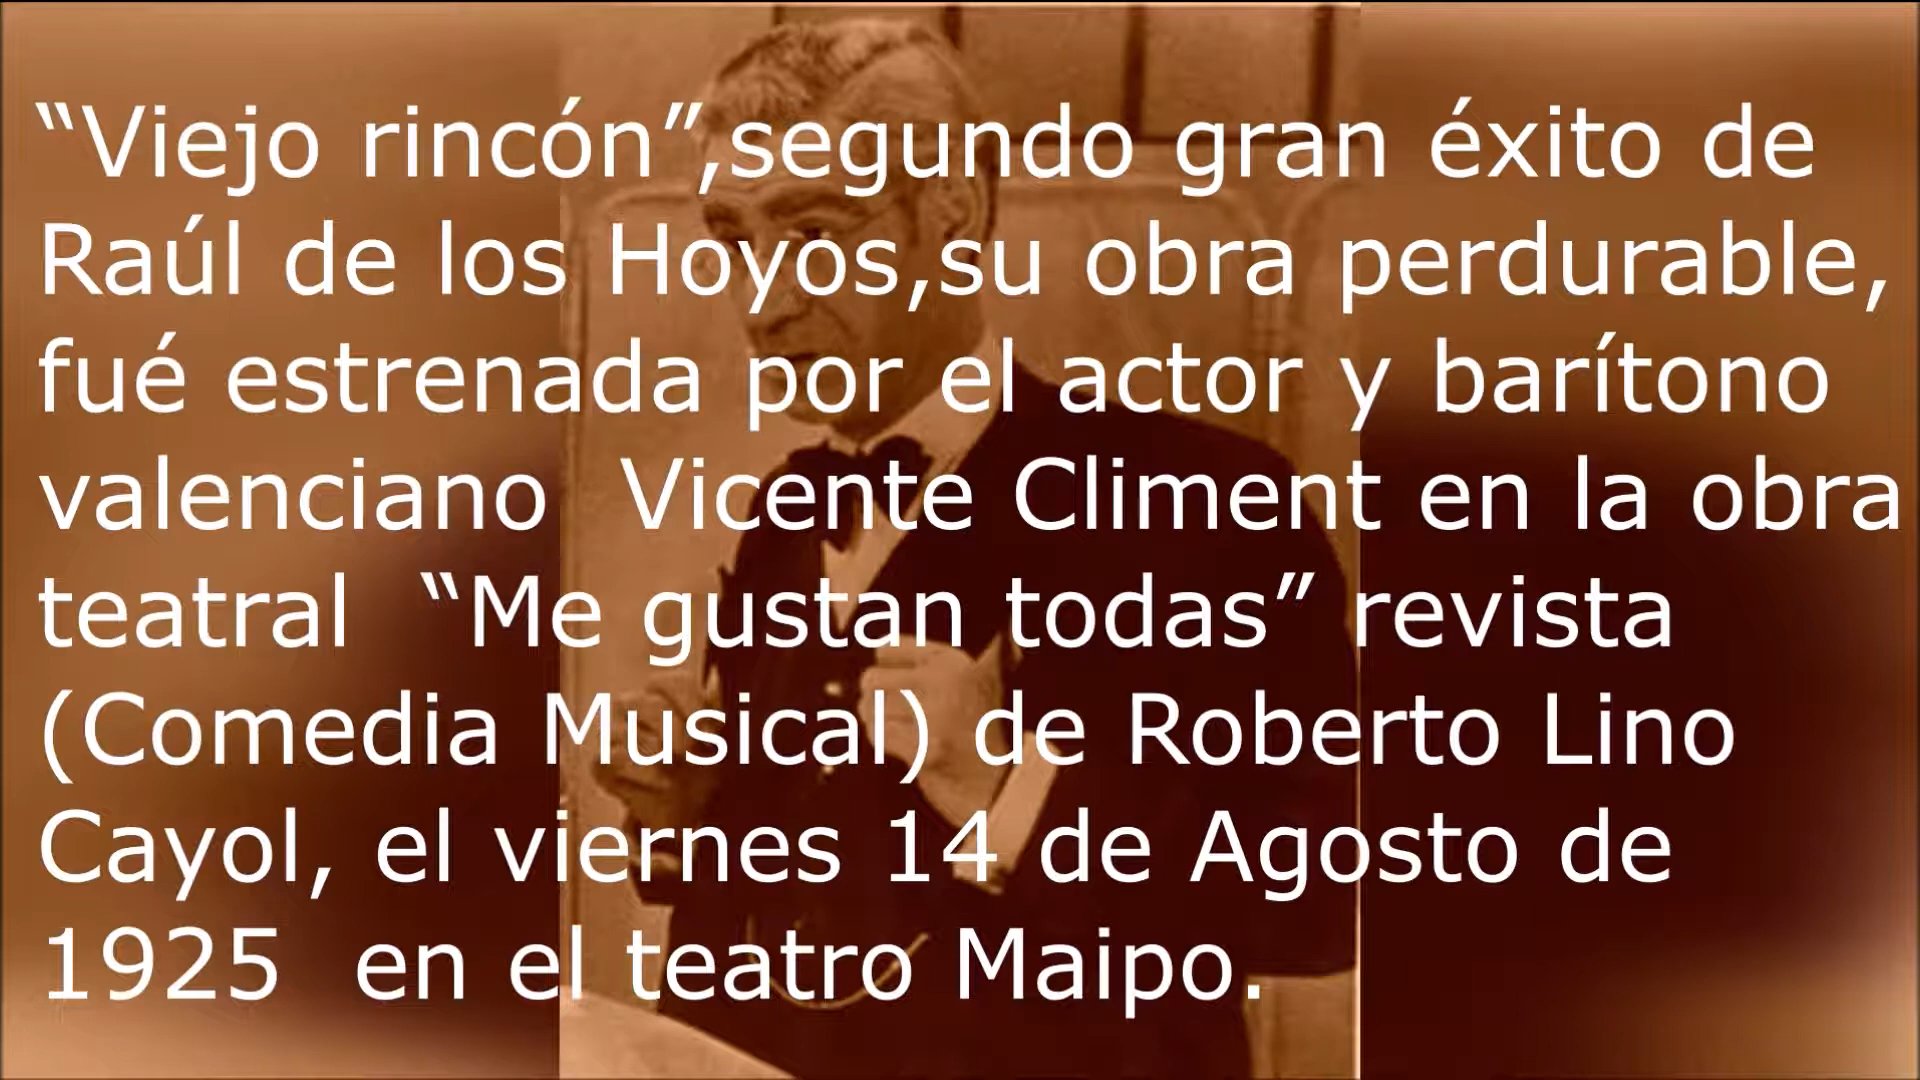 “Viejo rincón”,segundo gran éxito de
Raúl de los Hoyos,su obra perdurable,
fué estrenada por el actor y barítono
valenciano  Vicente Climent en la obra
teatral  “Me gustan todas” revista
(Comedia Musical) de Roberto Lino
Cayol, el viernes 14 de Agosto de
1925  en el teatro Maipo.